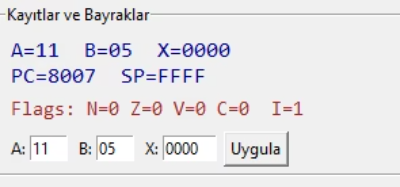 Kayıtlar ve Bayraklar
A=11 B=05 X=0000
PC=8007 SP=FFFF
Flags: N=0 Z=0 V=0 C=0 I=1
A: 11 B: 05 X: 0000 Uygula